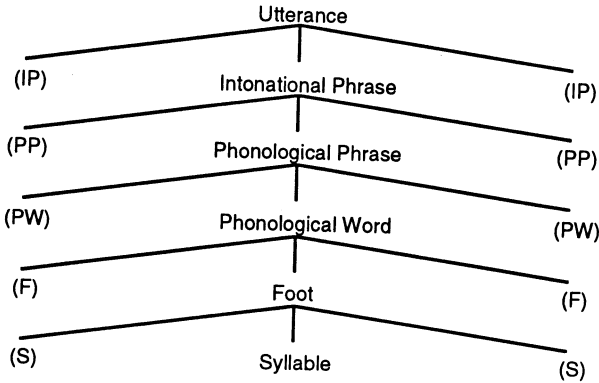 Utterance
(IP) (IP)
Intonational Phrase
(PP) (PP)
Phonological Phrase
(PW) (PW)
Phonological Word
(F) (F)
Foot
(S) Syllable (S)